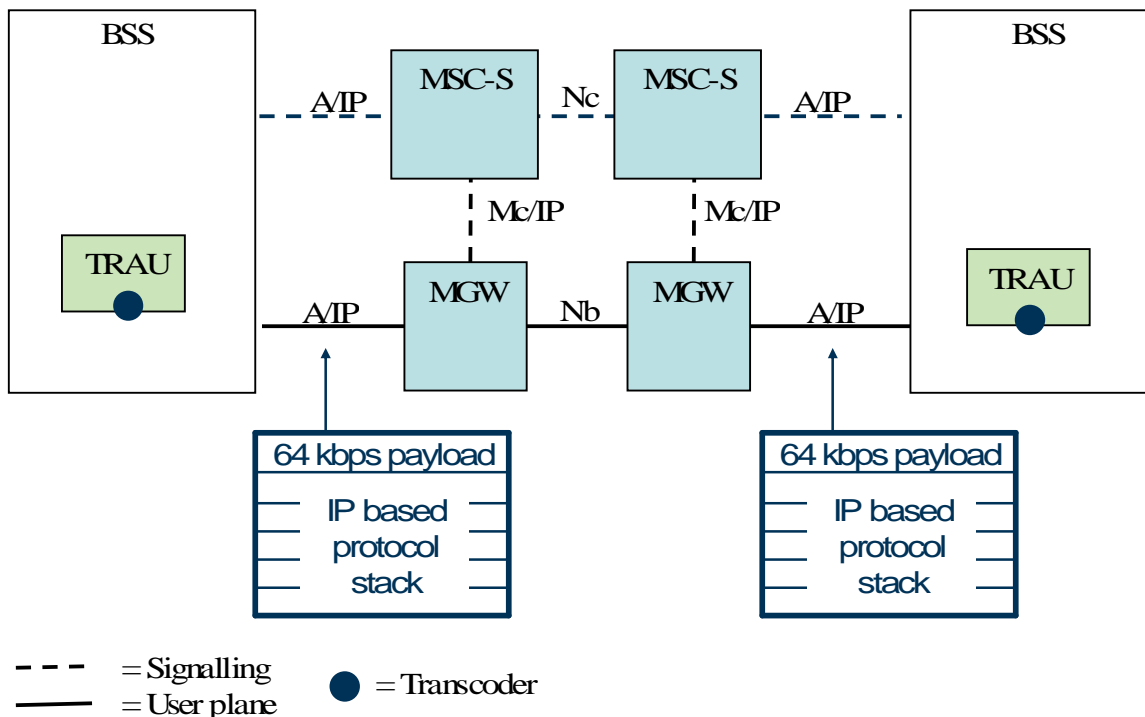 BSS
BSS
MSC-S
MSC-S
A/IP
Nc
A/IP
Mc/IP
Mc/IP
TRAU
TRAU
MGW
MGW
A/IP
Nb
A/IP
64 kbps payload
64 kbps payload
IP based
protocol
stack
IP based
protocol
stack
= Signalling
= User plane
= Transcoder